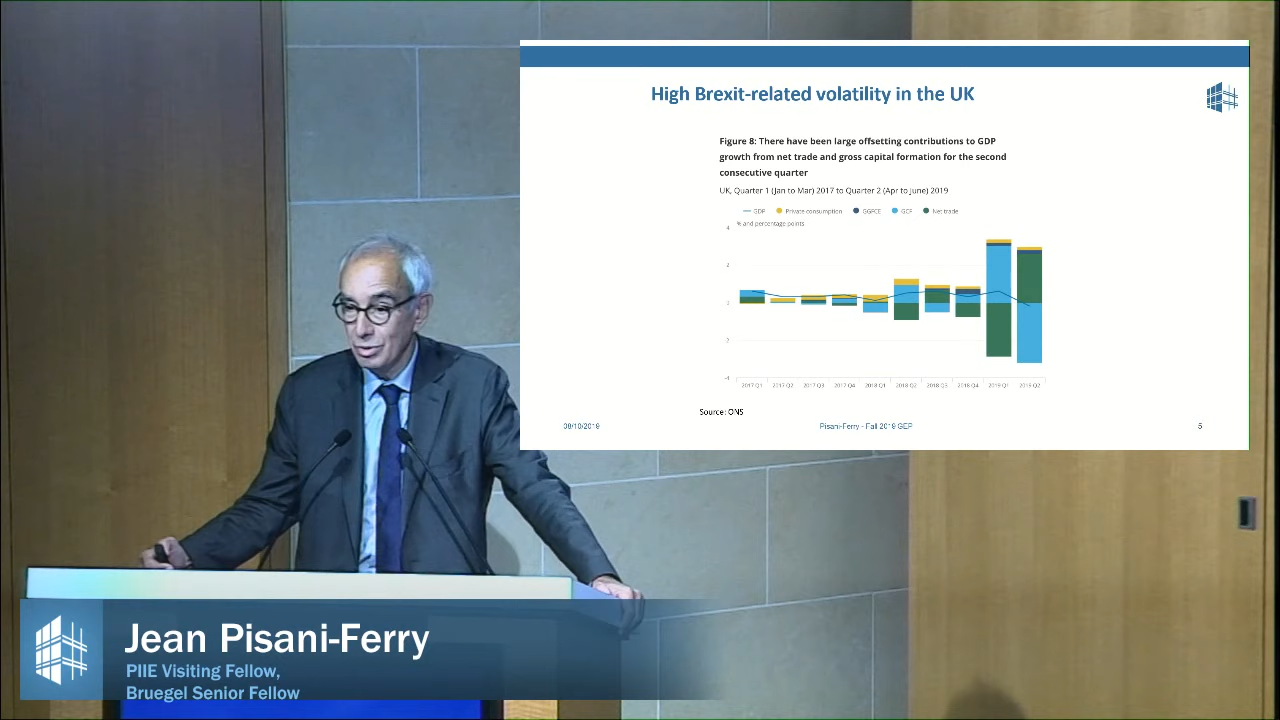 High Brexit-related volatility in the UK
Figure 8: There have been large offsetting contributions to GDP
growth from net trade and gross capital formation for the second
consecutive quarter
UK, Quarter 1 (Jan to Mar) 2017 to Quarter 2 (Apr to June) 2019
GDP Private consumption GGFCE GCF Net trade
% and percentage points
4
2
0
-2
-4
2017 Q1 2017 Q2 2017 Q3 2017 Q4 2018 Q1 2018 Q2 2018 Q3 2018 Q4 2019 Q1 2019 Q2
Source: ONS
08/10/2019 Pisani-Ferry - Fall 2019 GEP 5
Jean Pisani-Ferry
PIIE Visiting Fellow,
Bruegel Senior Fellow